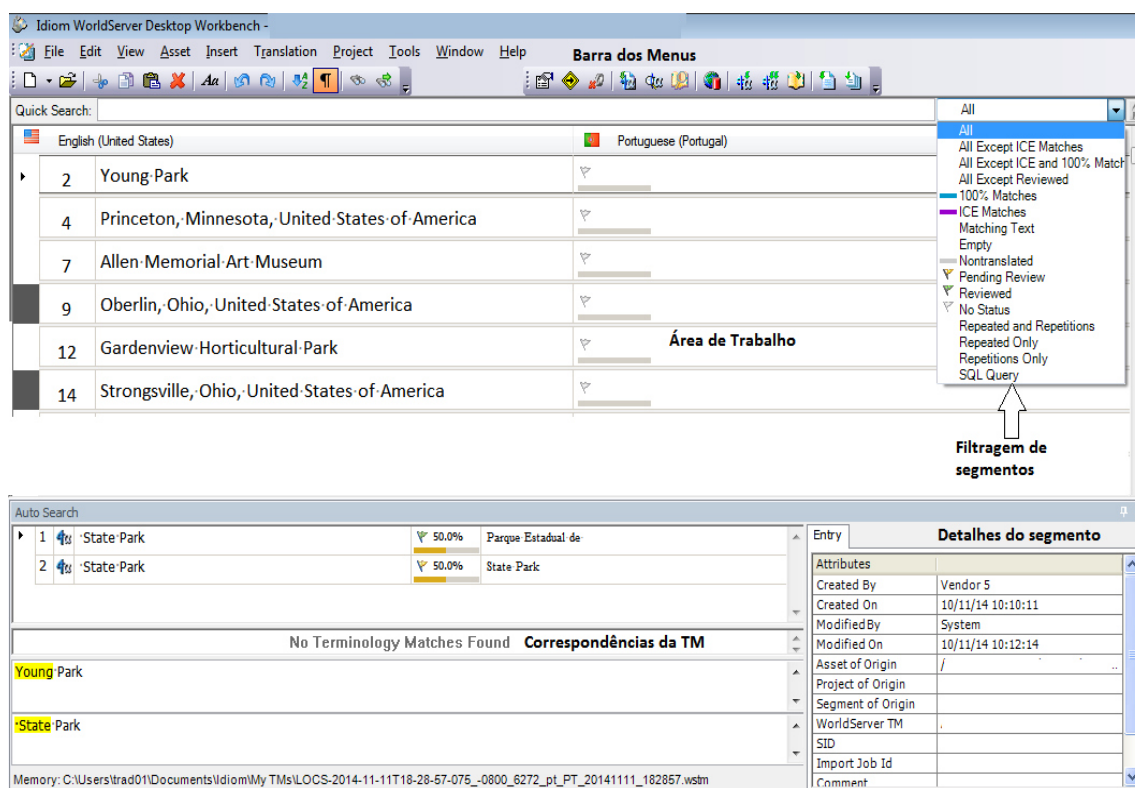 Idiom WorldServer Desktop Workbench -
File Edit View Asset Insert Translation Project Tools Window Help
Barra dos Menus
Quick Search:
All
English (United States)
Portuguese (Portugal)
2 Young·Park
4 Princeton,·Minnesota,·United·States·of·America
7 Allen·Memorial·Art·Museum
9 Oberlin,·Ohio,·United·States·of·America
12 Gardenview·Horticultural·Park
14 Strongsville,·Ohio,·United·States·of·America
Área de Trabalho
All
All Except ICE Matches
All Except ICE and 100% Match
All Except Reviewed
100% Matches
ICE Matches
Matching Text
Empty
Nontranslated
Pending Review
Reviewed
No Status
Repeated and Repetitions
Repeated Only
Repetitions Only
SQL Query
Filtragem de
segmentos
Auto Search
1 ·State·Park 50.0% Parque·Estadual·de·
2 ·State·Park 50.0% State·Park
No Terminology Matches Found Correspondências da TM
Young·Park
·State·Park
Memory: C:\Users\trad01\Documents\Idiom\My TMs\LOCS-2014-11-11T18-28-57-075_-0800_6272_pt_PT_20141111_182857.wstm
Entry
Detalhes do segmento
Attributes
Created By Vendor 5
Created On 10/11/14 10:10:11
ModifiedBy System
Modified On 10/11/14 10:12:14
Asset of Origin / ..
Project of Origin
Segment of Origin
WorldServer TM .
SID
Import Job Id
Comment